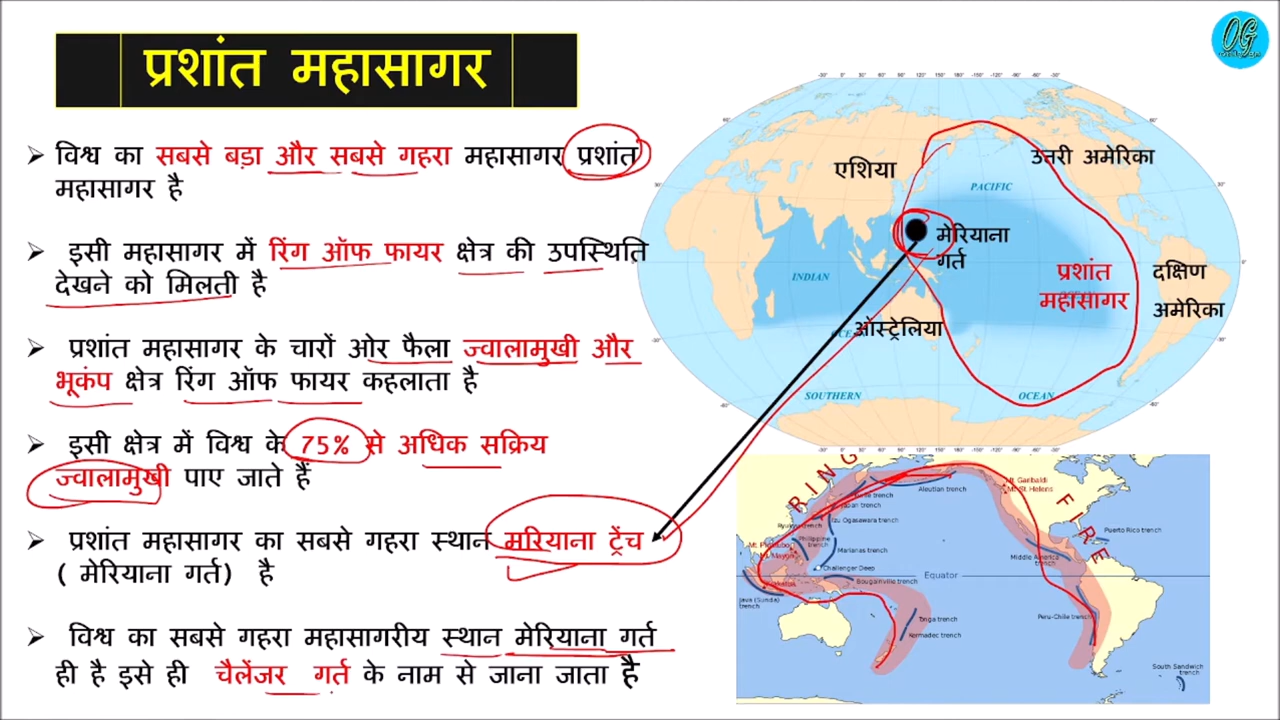 OG
प्रशांत महासागर
➢ विश्व का सबसे बड़ा और सबसे गहरा महासागर प्रशांत
महासागर है
➢ इसी महासागर में रिंग ऑफ फायर क्षेत्र की उपस्थिति
देखने को मिलती है
➢ प्रशांत महासागर के चारों ओर फैला ज्वालामुखी और
भूकंप क्षेत्र रिंग ऑफ फायर कहलाता है
➢ इसी क्षेत्र में विश्व के 75% से अधिक सक्रिय
ज्वालामुखी पाए जाते हैं
➢ प्रशांत महासागर का सबसे गहरा स्थान मरियाना ट्रेंच
( मेरियाना गर्त) है
➢ विश्व का सबसे गहरा महासागरीय स्थान मेरियाना गर्त
ही है इसे ही चैलेंजर गर्त के नाम से जाना जाता है
एशिया
उत्तरी अमेरिका
PACIFIC
मेरियाना
गर्त
INDIAN
प्रशांत
महासागर
दक्षिण
अमेरिका
ओस्ट्रेलिया
SOUTHERN
OCEAN
RING
FIRE
Aleutian trench
Mt. Garibaldi
Mt. St. Helens
Izu Ogasawara trench
Ryukyu trench
Philippine
trench
Marianas trench
Challenger Deep
Bougainville trench
Equator
Java (Sunda)
trench
Tonga trench
Kermadec trench
Middle America
Puerto Rico trench
Peru-Chile trench
South Sandwich
trench